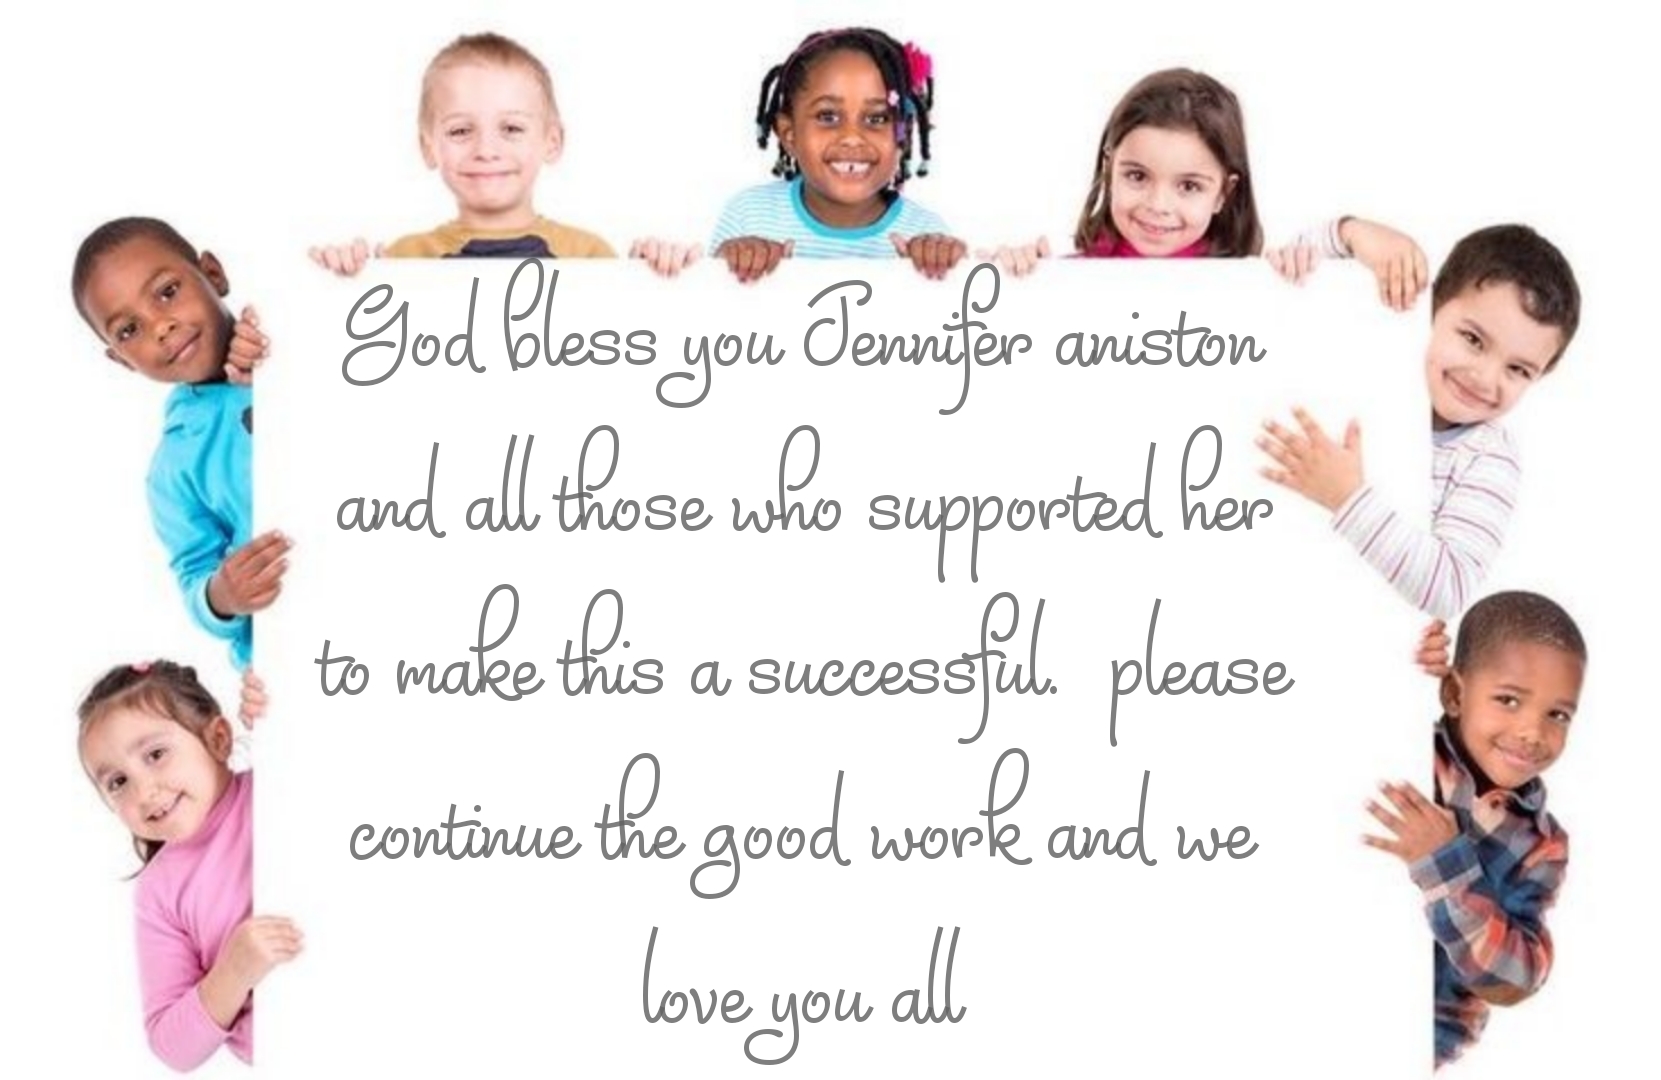 God bless you Jennifer aniston
and all those who supported her
to make this a successful. please
continue the good work and we
love you all